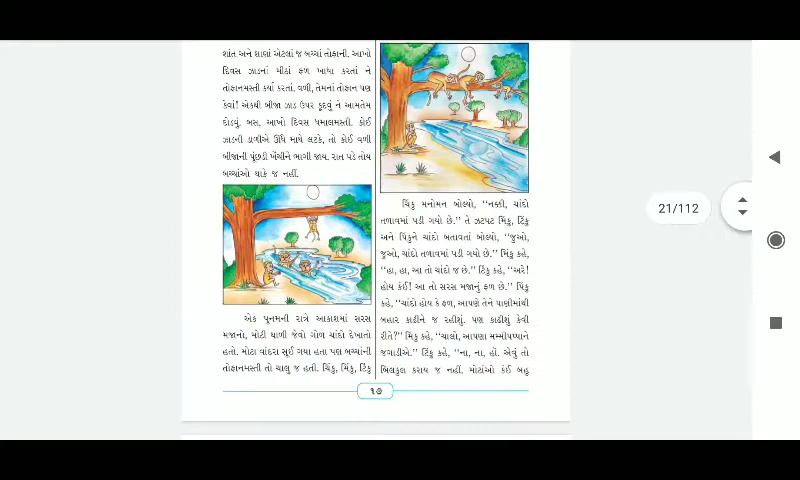 શાંત અને શાણાં એટલાં જ બચ્ચાં તોફાની. આખો
દિવસ ઝાડનાં મીઠાં ફળ ખાધા કરતાં ને
તોફાનમસ્તી કર્યા કરતાં. વળી, તેમનાં તોફાન પણ
કેવાં! એકથી બીજા ઝાડ ઉપર કૂદવું ને આમતેમ
દોડવું. બસ, આખો દિવસ ધમાલમસ્તી. કોઈ
ઝાડની ડાળીએ ઊંધે માથે લટકે, તો કોઈ વળી
બીજાની પૂંછડી ખેંચીને ભાગી જાય. રાત પડે તોય
બચ્ચાંઓ થાકે જ નહીં.
એક પૂનમની રાત્રે આકાશમાં સરસ
મજાનો, મોટી થાળી જેવો ગોળ ચાંદો દેખાતો
હતો. મોટા વાંદરા સૂઈ ગયા હતા પણ બચ્ચાંની
તોફાનમસ્તી તો ચાલુ જ હતી. ચિંકુ, મિંકુ, ટિંકુ
ચિંકુ મનોમન બોલ્યો, ‘‘નક્કી, ચાંદો
તળાવમાં પડી ગયો છે.’’ તે ઝટપટ મિંકુ, ટિંકુ
અને પિંકુને ચાંદો બતાવતાં બોલ્યો, ‘‘જુઓ,
જુઓ, ચાંદો તળાવમાં પડી ગયો છે.’’ મિંકુ કહે,
‘‘હા, હા, આ તો ચાંદો જ છે.’’ ટિંકુ કહે, ‘‘અરે!
હોય કંઈ! આ તો સરસ મજાનું ફળ છે.’’ પિંકુ
કહે, ‘‘ચાંદો હોય કે ફળ, આપણે તેને પાણીમાંથી
બહાર કાઢીને જ રહીશું. પણ કાઢીશું કેવી
રીતે?’’ મિંકુ કહે, ‘‘ચાલો, આપણા મમ્મીપપ્પાને
જગાડીએ.’’ ટિંકુ કહે, ‘‘ના, ના, હોં. એવું તો
બિલકુલ કરાય જ નહીં. મોટાંઓ કંઈ બહુ
૧૭
21/112